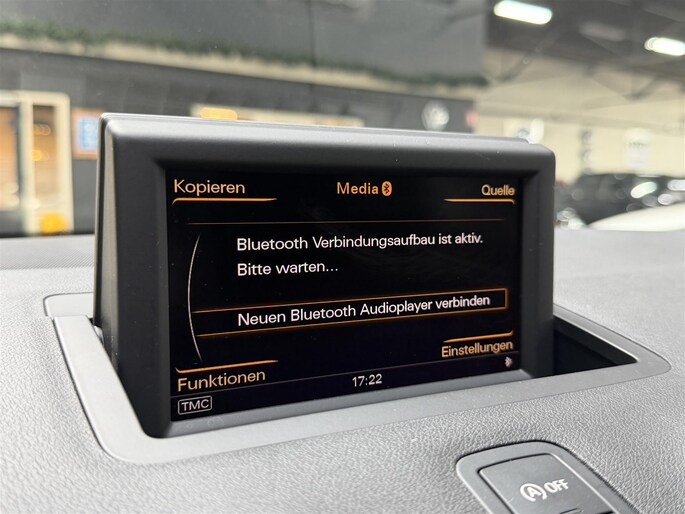 Kopieren
Media
Quelle
Bluetooth Verbindungsaufbau ist aktiv.
Bitte warten...
Neuen Bluetooth Audioplayer verbinden
Einstellungen
Funktionen
17:22
TMC
A OFF